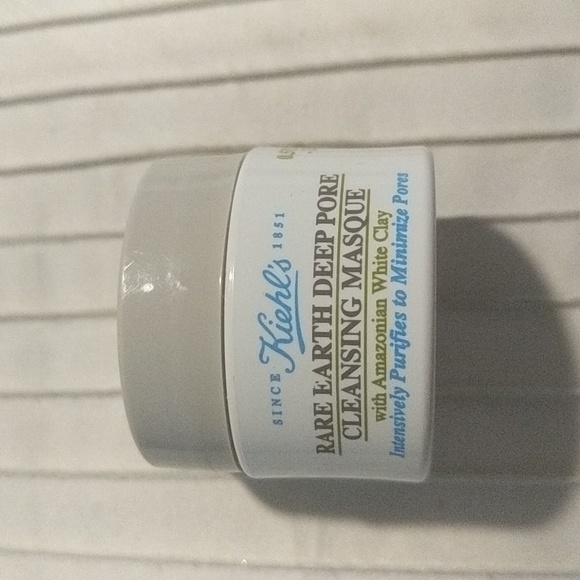 SINCE Kiehl's 1851
RARE EARTH DEEP PORE
CLEANSING MASQUE
with Amazonian White Clay
Intensively Purifies to Minimize Pores